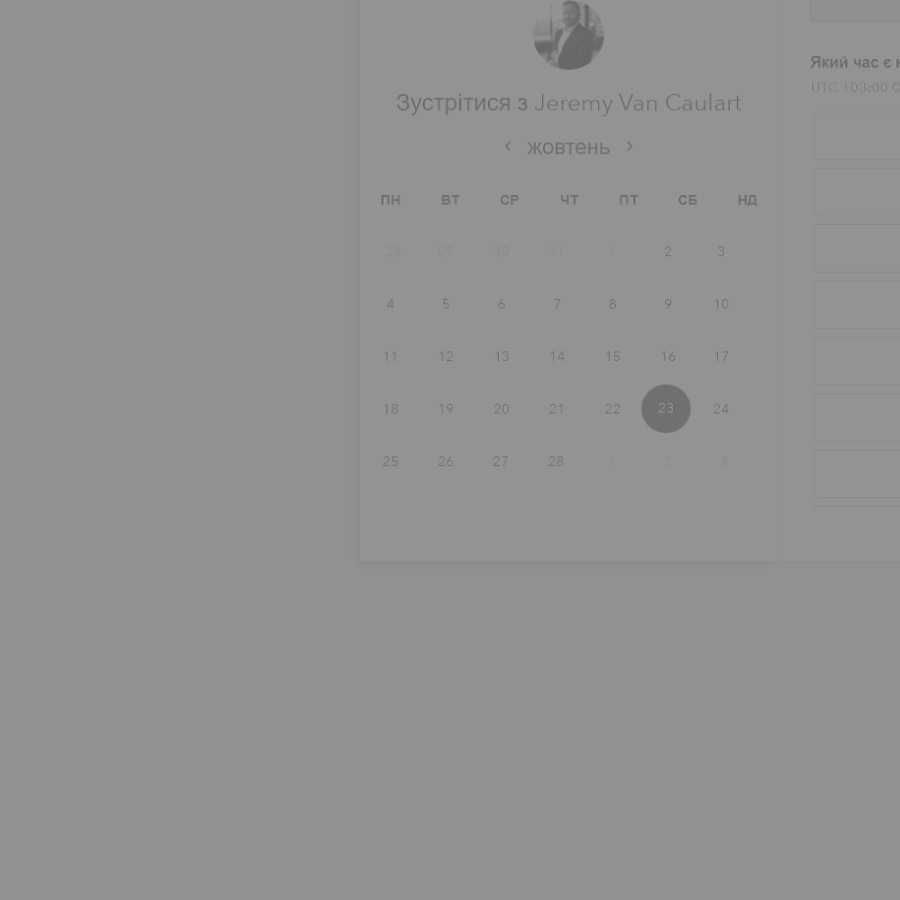 Зустрітися з Jeremy Van Caulart
< жовтень >
ПН ВТ СР ЧТ ПТ СБ НД
28 29 30 31 1 2 3
4 5 6 7 8 9 10
11 12 13 14 15 16 17
18 19 20 21 22 23 24
25 26 27 28 1 2 3
Який час є
UTC +03:00